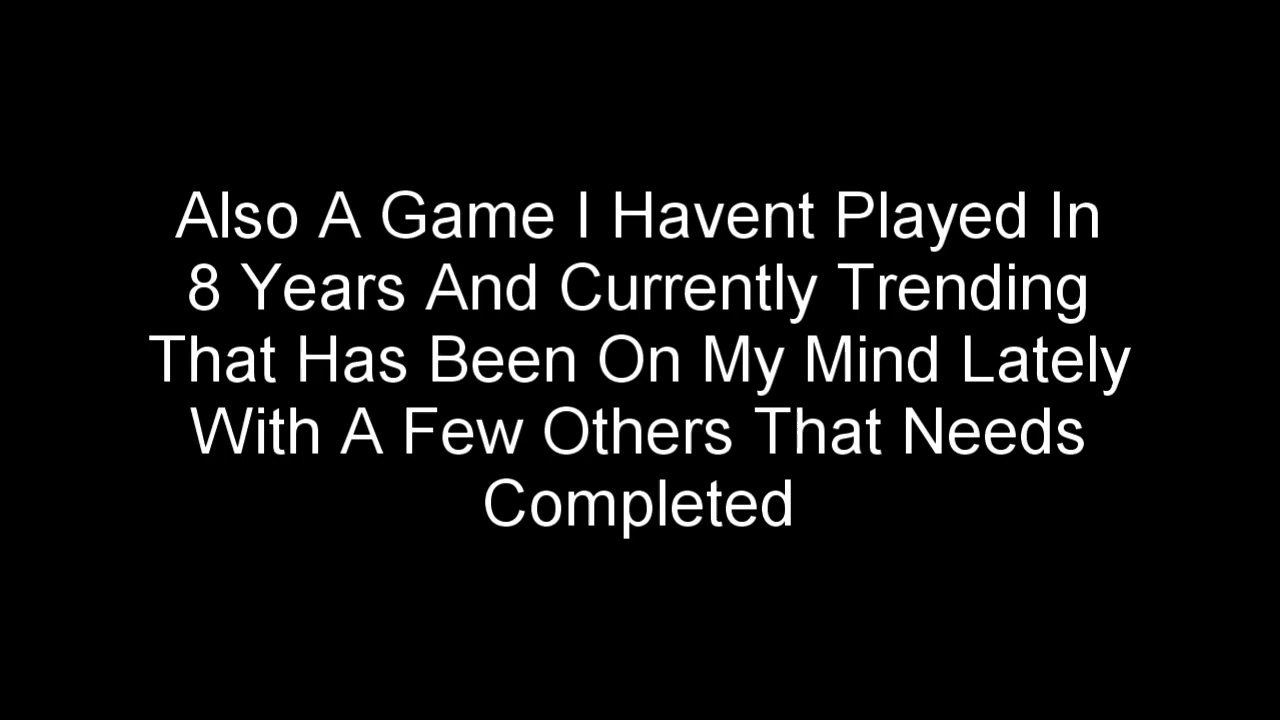 Also A Game I Havent Played In
8 Years And Currently Trending
That Has Been On My Mind Lately
With A Few Others That Needs
Completed